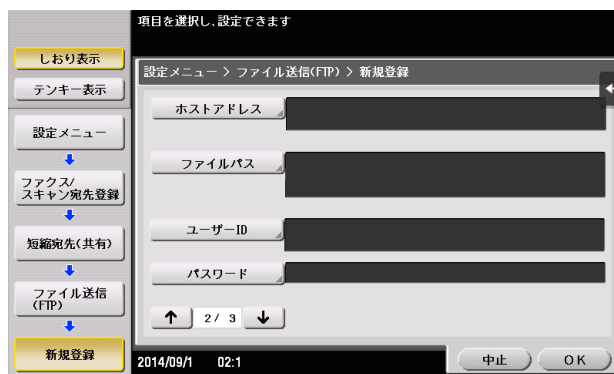 項目を選択し、設定できます
しおり表示
テンキー表示
設定メニュー
ファクス/
スキャン宛先登録
短縮宛先(共有)
ファイル送信
(FTP)
新規登録
設定メニュー > ファイル送信(FTP) > 新規登録
ホストアドレス
ファイルパス
ユーザーID
パスワード
↑ 2/ 3 ↓
2014/09/1 02:1
中止 OK